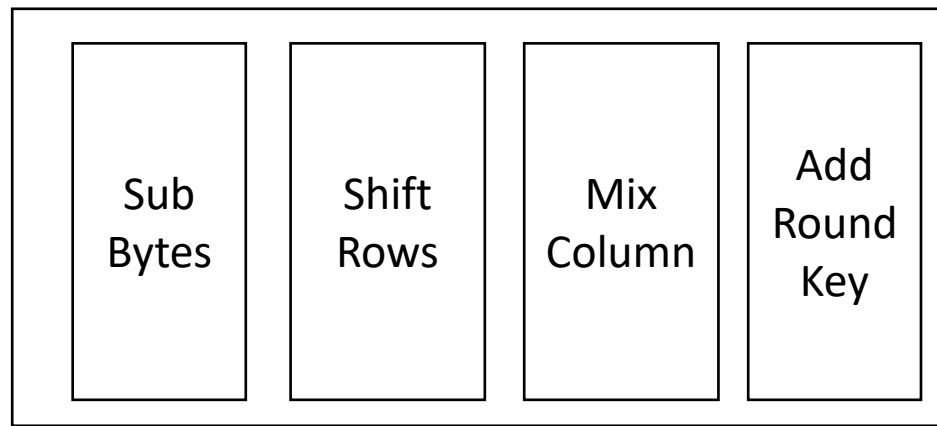 Sub
Bytes
Shift
Rows
Mix
Column
Add
Round
Key